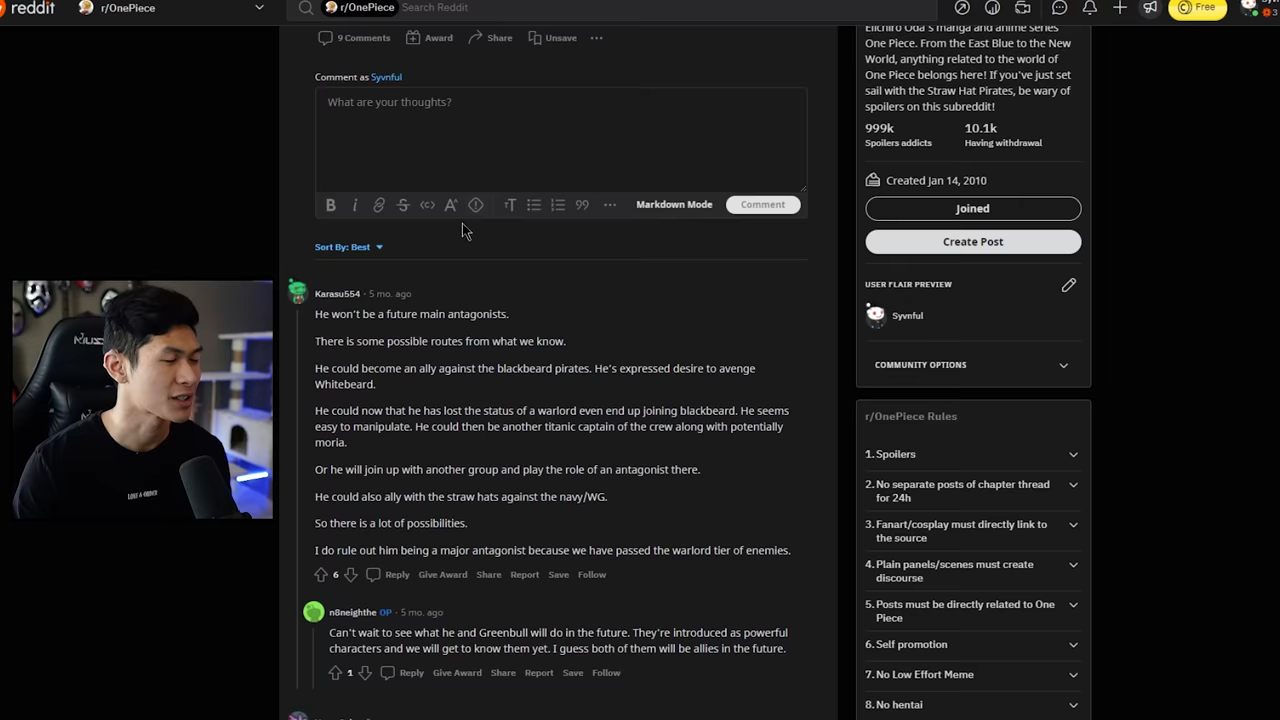 reddit
r/OnePiece
r/OnePiece
Search Reddit
Free
9 Comments
Award
Share
Unsave
Comment as Syvnful
What are your thoughts?
Markdown Mode
Comment
Sort By: Best
Karasu554 · 5 mo. ago
He won't be a future main antagonists.
There is some possible routes from what we know.
He could become an ally against the blackbeard pirates. He's expressed desire to avenge
Whitebeard.
He could now that he has lost the status of a warlord even end up joining blackbeard. He seems
easy to manipulate. He could then be another titanic captain of the crew along with potentially
moria.
Or he will join up with another group and play the role of an antagonist there.
He could also ally with the straw hats against the navy/WG.
So there is a lot of possibilities.
I do rule out him being a major antagonist because we have passed the warlord tier of enemies.
6
Reply
Give Award
Share
Report
Save
Follow
n8neighthe OP · 5 mo. ago
Can't wait to see what he and Greenbull will do in the future. They're introduced as powerful
characters and we will get to know them yet. I guess both of them will be allies in the future.
1
Reply
Give Award
Share
Report
Save
Follow
Eiichiro Oda's manga and anime series
One Piece. From the East Blue to the New
World, anything related to the world of
One Piece belongs here! If you've just set
sail with the Straw Hat Pirates, be wary of
spoilers on this subreddit!
999k
10.1k
Spoilers addicts
Having withdrawal
Created Jan 14, 2010
Joined
Create Post
USER FLAIR PREVIEW
Syvnful
COMMUNITY OPTIONS
r/OnePiece Rules
1. Spoilers
2. No separate posts of chapter thread
for 24h
3. Fanart/cosplay must directly link to
the source
4. Plain panels/scenes must create
discourse
5. Posts must be directly related to One
Piece
6. Self promotion
7. No Low Effort Meme
8. No hentai